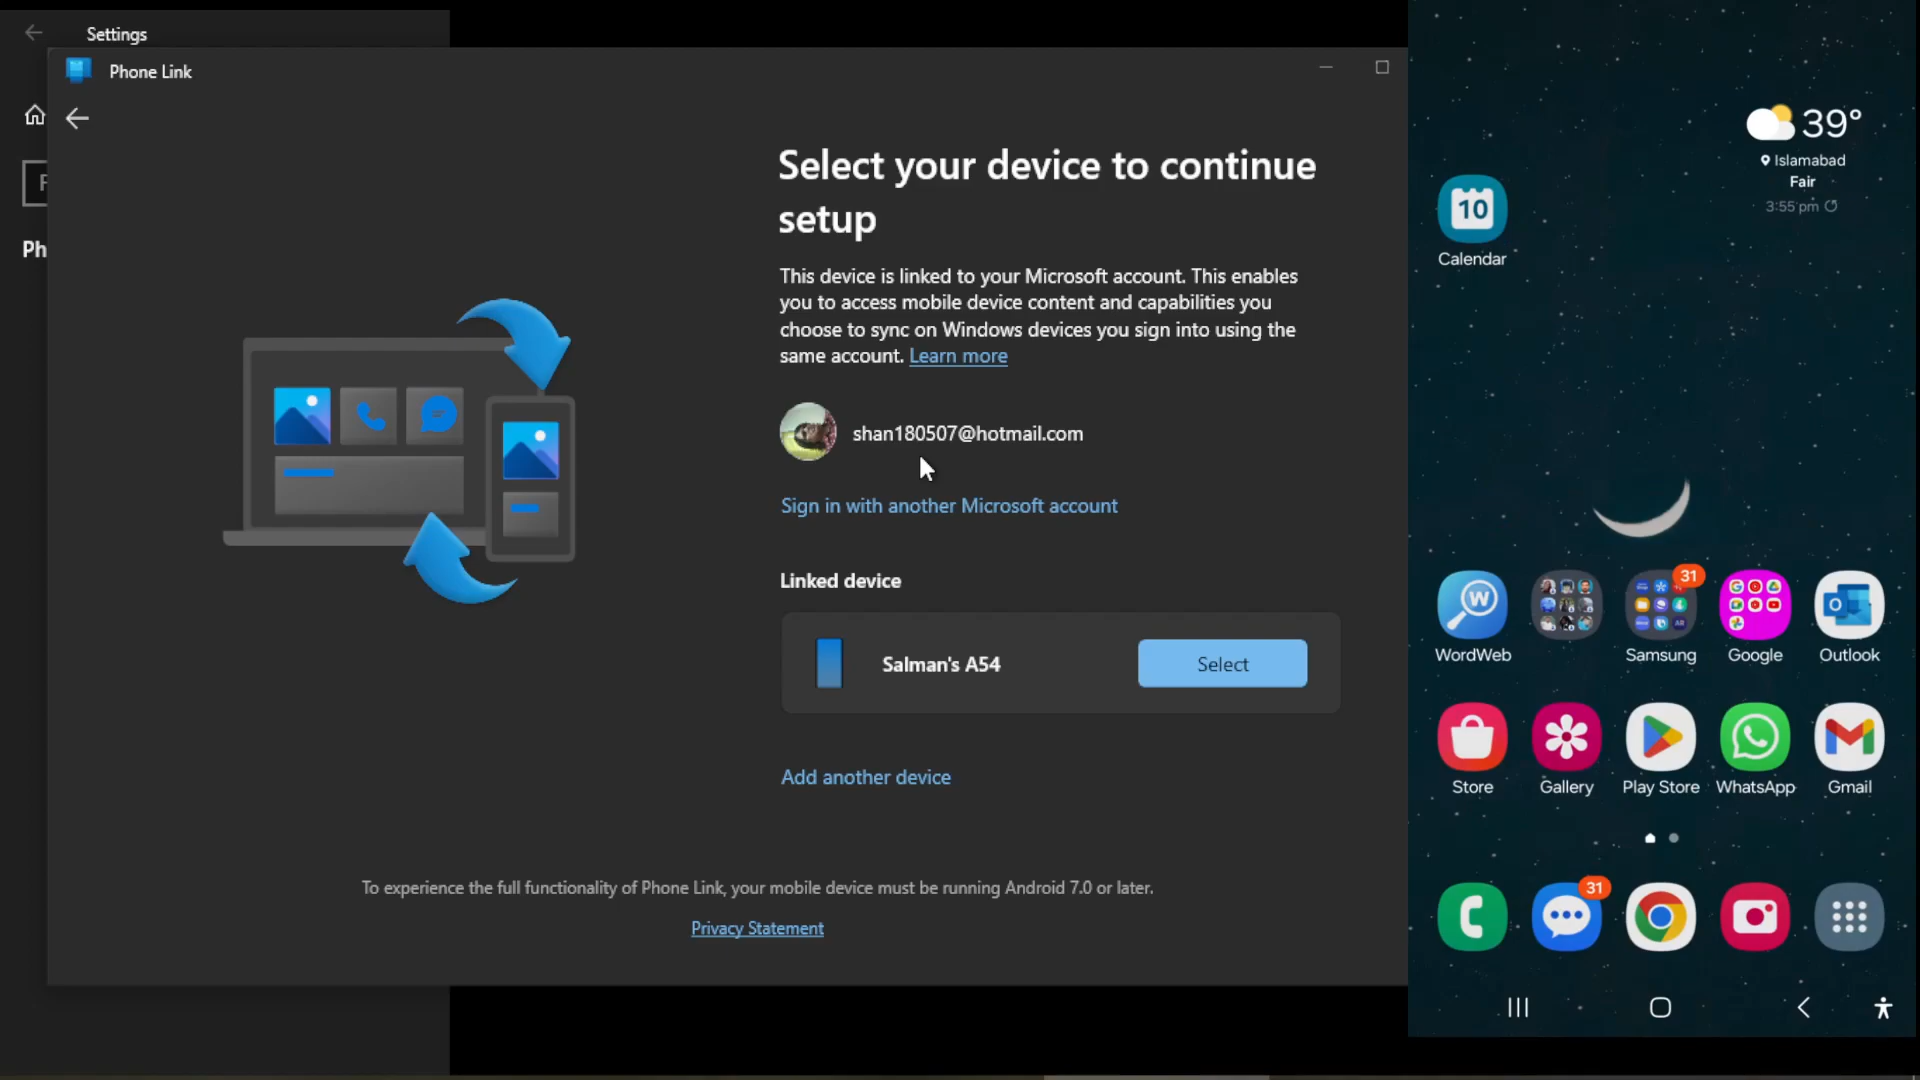 Settings
Phone Link
F
Ph
Select your device to continue
setup
This device is linked to your Microsoft account. This enables
you to access mobile device content and capabilities you
choose to sync on Windows devices you sign into using the
same account. Learn more
shan180507@hotmail.com
Sign in with another Microsoft account
Linked device
Salman's A54
Select
Add another device
To experience the full functionality of Phone Link, your mobile device must be running Android 7.0 or later.
Privacy Statement
39°
Islamabad
Fair
3:55 pm
10
Calendar
31
W
WordWeb
Samsung
Google
Outlook
Store
Gallery
Play Store
WhatsApp
Gmail
31